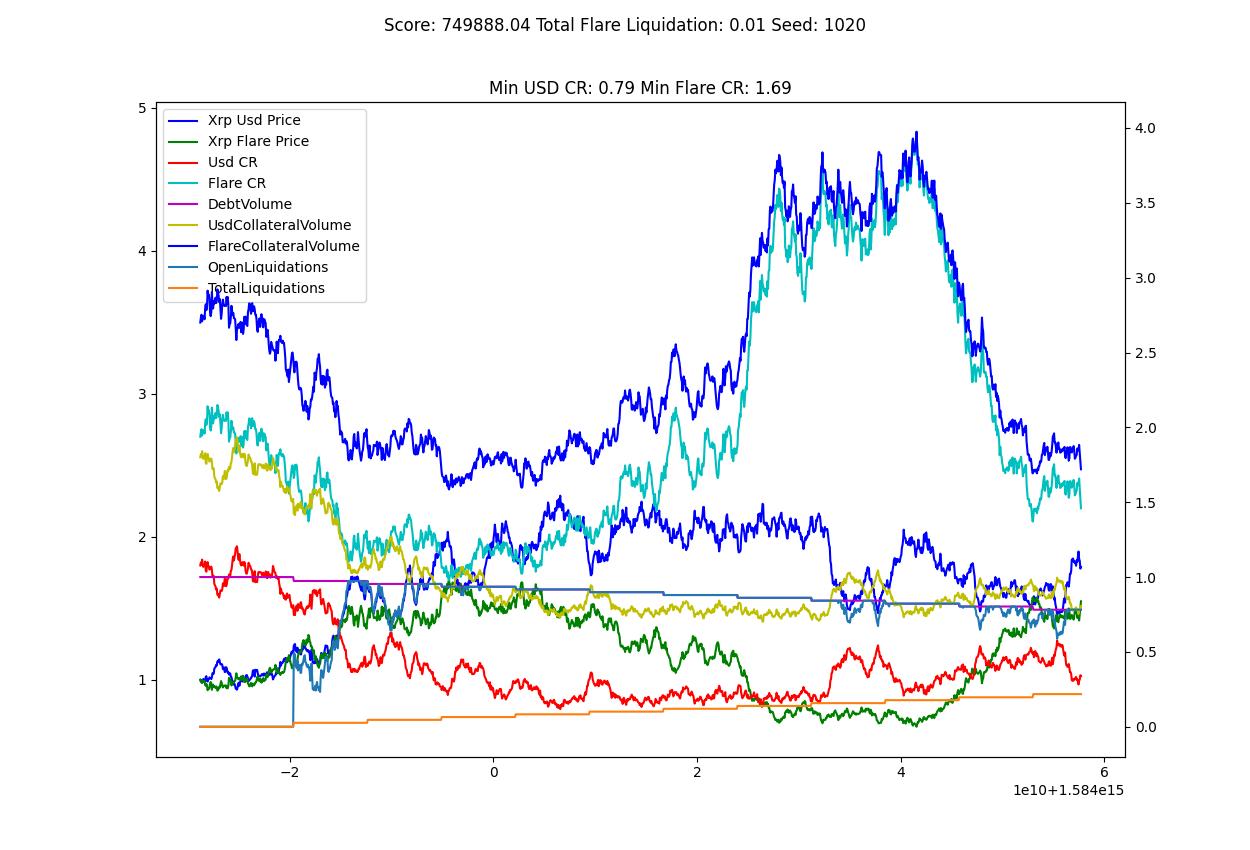 Score: 749888.04 Total Flare Liquidation: 0.01 Seed: 1020
Min USD CR: 0.79 Min Flare CR: 1.69
Xrp Usd Price
Xrp Flare Price
Usd CR
Flare CR
DebtVolume
UsdCollateralVolume
FlareCollateralVolume
OpenLiquidations
TotalLiquidations
5
4
3
2
1
4.0
3.5
3.0
2.5
2.0
1.5
1.0
0.5
0.0
−2 0 2 4 6
1e10+1.584e15